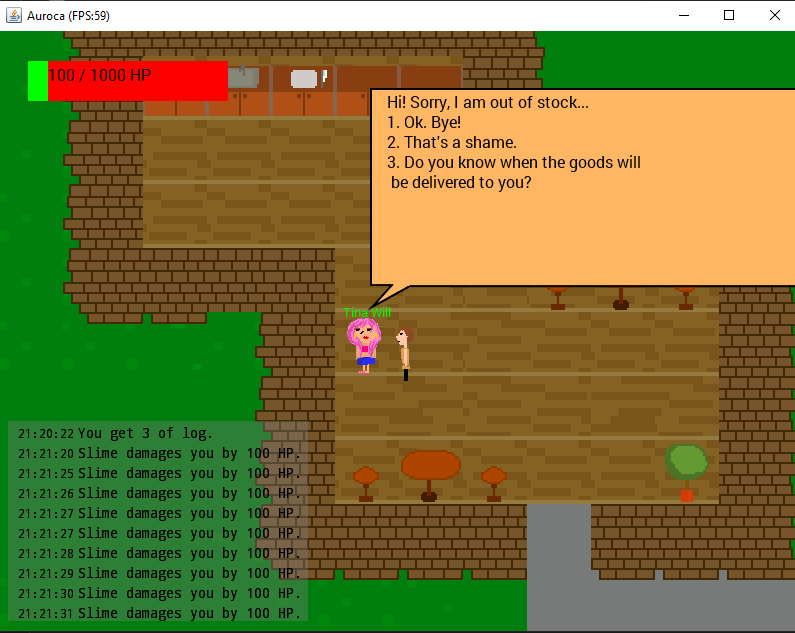 Auroca (FPS:59)
100 / 1000 HP
Hi! Sorry, I am out of stock...
1. Ok. Bye!
2. That's a shame.
3. Do you know when the goods will
be delivered to you?
Tina Will
21:20:22 You get 3 of log.
21:21:20 Slime damages you by 100 HP.
21:21:25 Slime damages you by 100 HP.
21:21:26 Slime damages you by 100 HP.
21:21:27 Slime damages you by 100 HP.
21:21:27 Slime damages you by 100 HP.
21:21:28 Slime damages you by 100 HP.
21:21:29 Slime damages you by 100 HP.
21:21:30 Slime damages you by 100 HP.
21:21:31 Slime damages you by 100 HP.